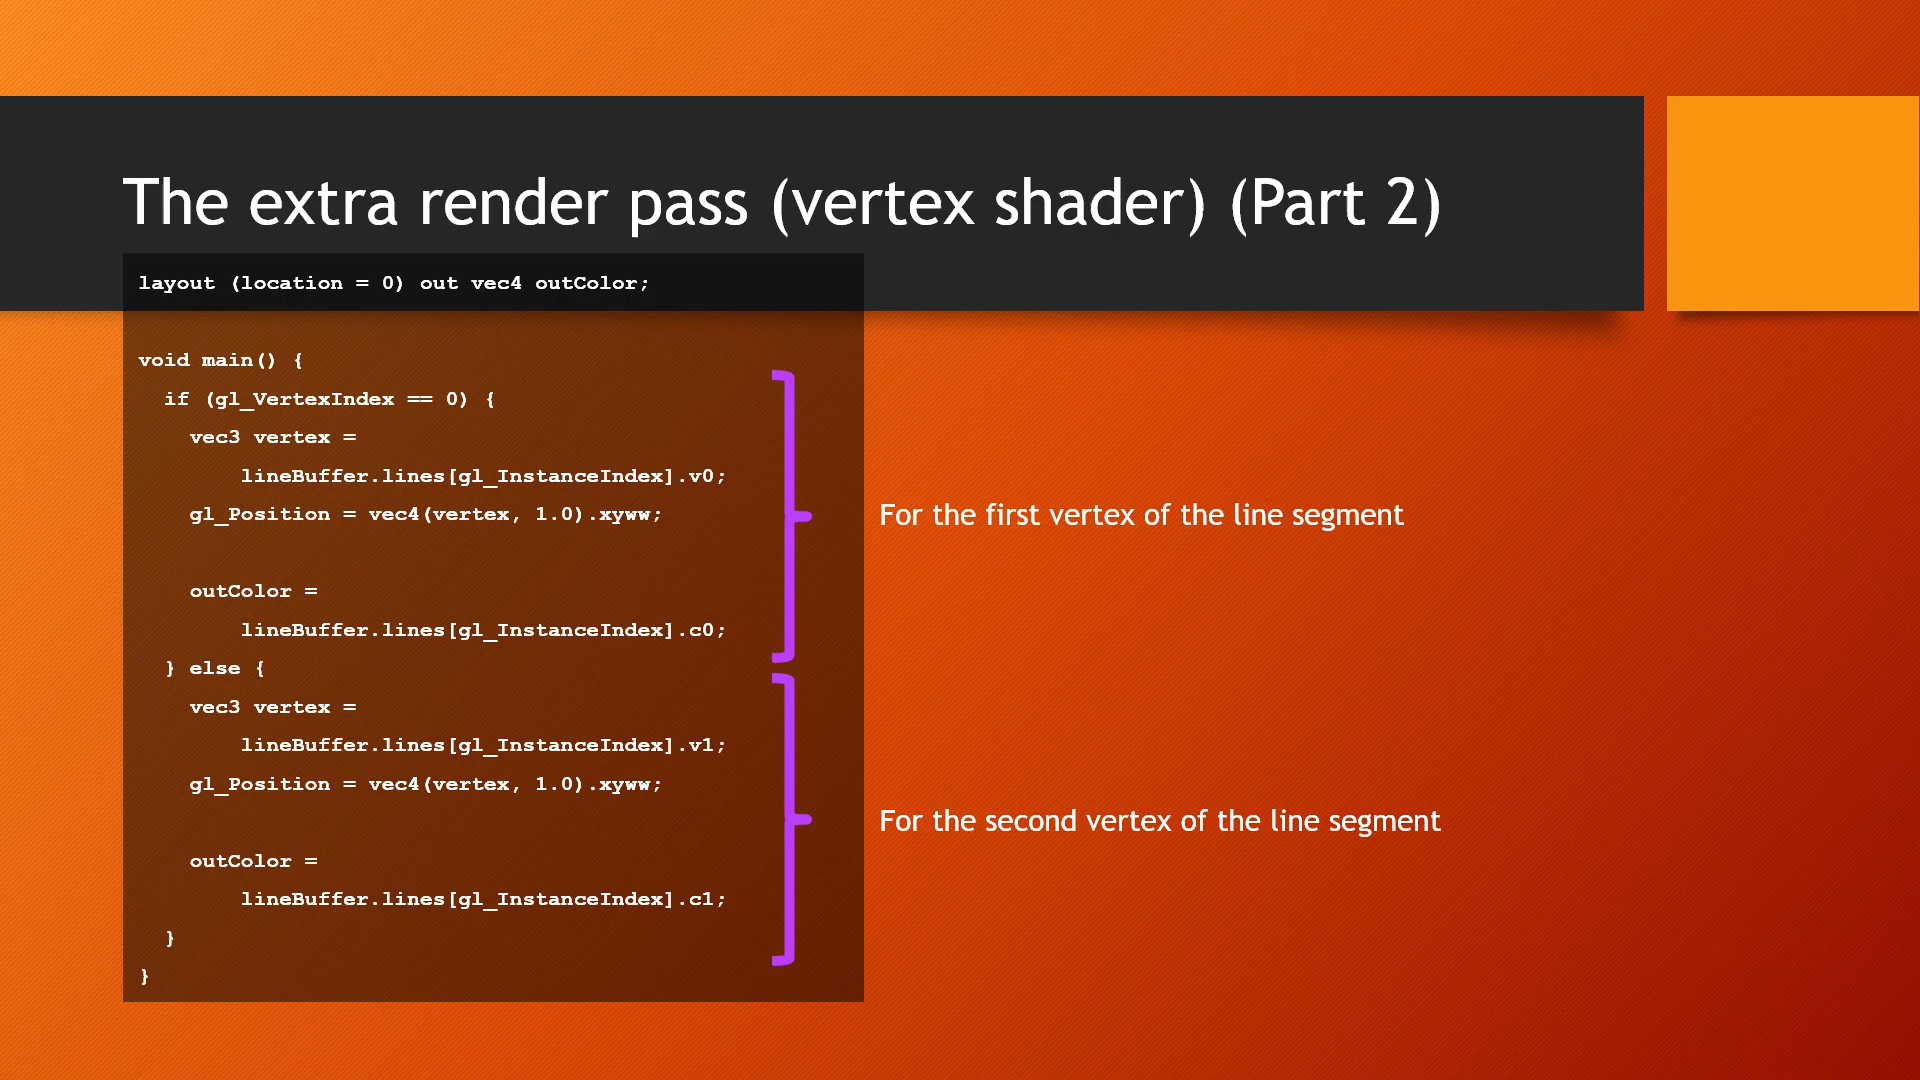 The extra render pass (vertex shader) (Part 2)
layout (location = 0) out vec4 outColor;
void main() {
  if (gl_VertexIndex == 0) {
    vec3 vertex =
        lineBuffer.lines[gl_InstanceIndex].v0;
    gl_Position = vec4(vertex, 1.0).xyww;
    outColor =
        lineBuffer.lines[gl_InstanceIndex].c0;
  } else {
    vec3 vertex =
        lineBuffer.lines[gl_InstanceIndex].v1;
    gl_Position = vec4(vertex, 1.0).xyww;
    outColor =
        lineBuffer.lines[gl_InstanceIndex].c1;
  }
}
For the first vertex of the line segment
For the second vertex of the line segment